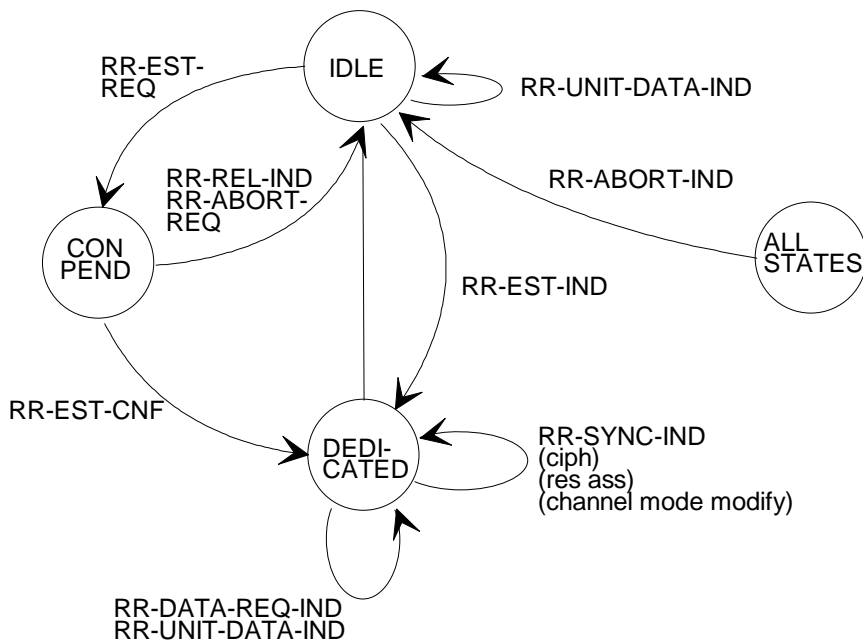 IDLE
RR-EST-
REQ
RR-UNIT-DATA-IND
RR-REL-IND
RR-ABORT-
REQ
RR-ABORT-IND
CON
PEND
ALL
STATES
RR-EST-IND
RR-EST-CNF
DEDI-
CATED
RR-SYNC-IND
(ciph)
(res ass)
(channel mode modify)
RR-DATA-REQ-IND
RR-UNIT-DATA-IND